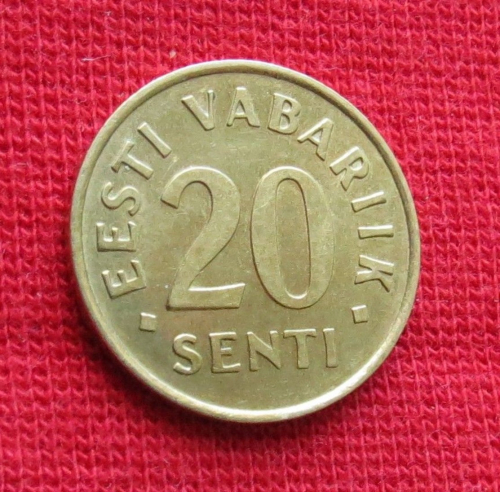 · EESTI VABARIIK ·
20
SENTI